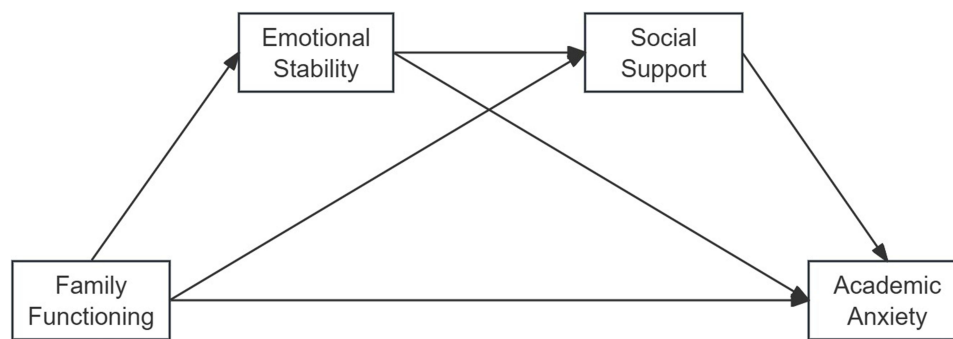 Emotional
Stability
Social
Support
Family
Functioning
Academic
Anxiety